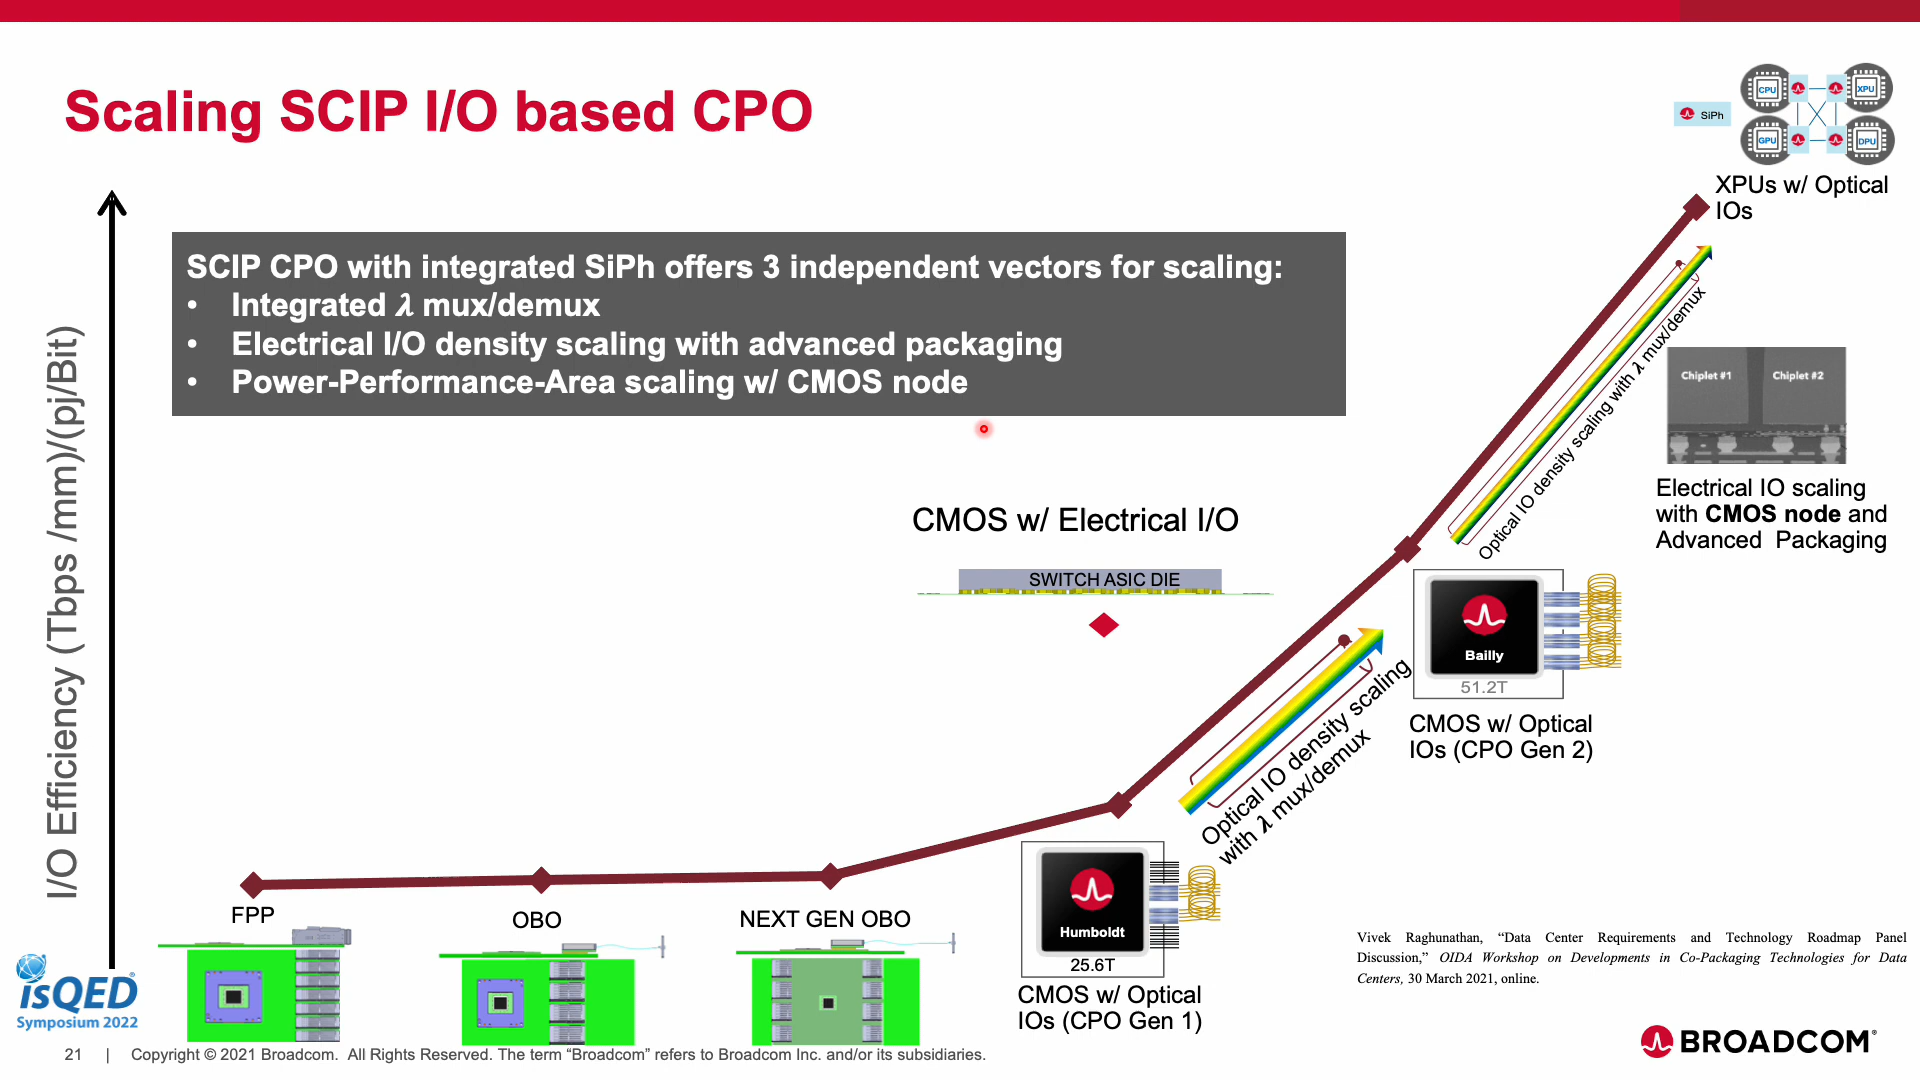 Scaling SCIP I/O based CPO
SiPh
CPU
XPU
GPU
DPU
XPUs w/ Optical
IOs
SCIP CPO with integrated SiPh offers 3 independent vectors for scaling:
• Integrated λ mux/demux
• Electrical I/O density scaling with advanced packaging
• Power-Performance-Area scaling w/ CMOS node
I/O Efficiency (Tbps /mm)/(pj/Bit)
Optical IO density scaling with λ mux/demux
Chiplet #1
Chiplet #2
Electrical IO scaling
with CMOS node and
Advanced Packaging
CMOS w/ Electrical I/O
SWITCH ASIC DIE
Bailly
51.2T
CMOS w/ Optical
IOs (CPO Gen 2)
Optical IO density scaling
with λ mux/demux
FPP
OBO
NEXT GEN OBO
Humboldt
25.6T
CMOS w/ Optical
IOs (CPO Gen 1)
Vivek Raghunathan, “Data Center Requirements and Technology Roadmap Panel
Discussion,” OIDA Workshop on Developments in Co-Packaging Technologies for Data
Centers, 30 March 2021, online.
isQED®
Symposium 2022
21 | Copyright © 2021 Broadcom. All Rights Reserved. The term “Broadcom” refers to Broadcom Inc. and/or its subsidiaries.
BROADCOM®